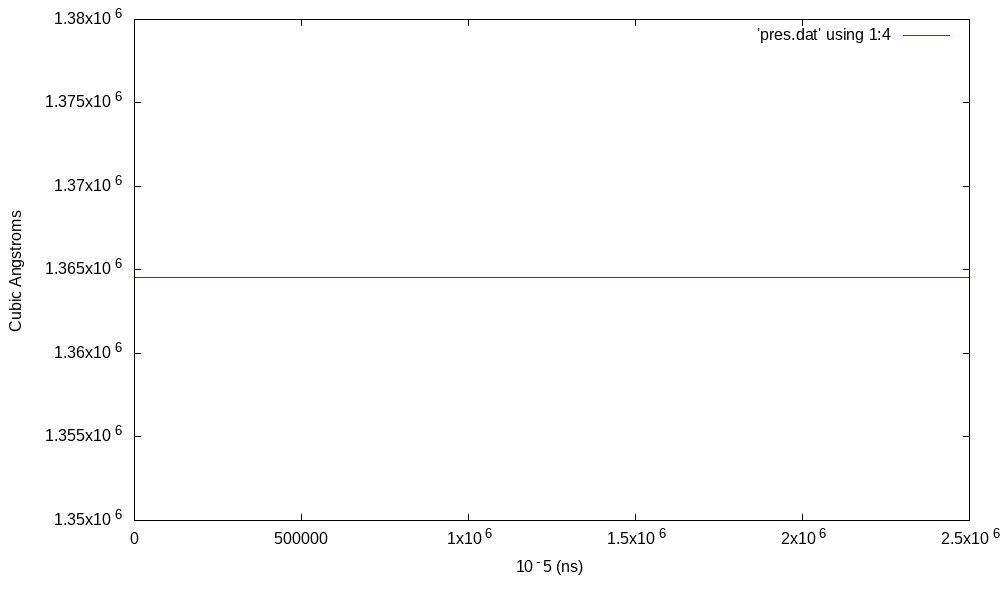 1.38x10 6
'pres.dat' using 1:4
1.375x10 6
1.37x10 6
1.365x10 6
1.36x10 6
1.355x10 6
1.35x10 6
Cubic Angstroms
0 500000 1x10 6 1.5x10 6 2x10 6 2.5x10 6
10 - 5 (ns)